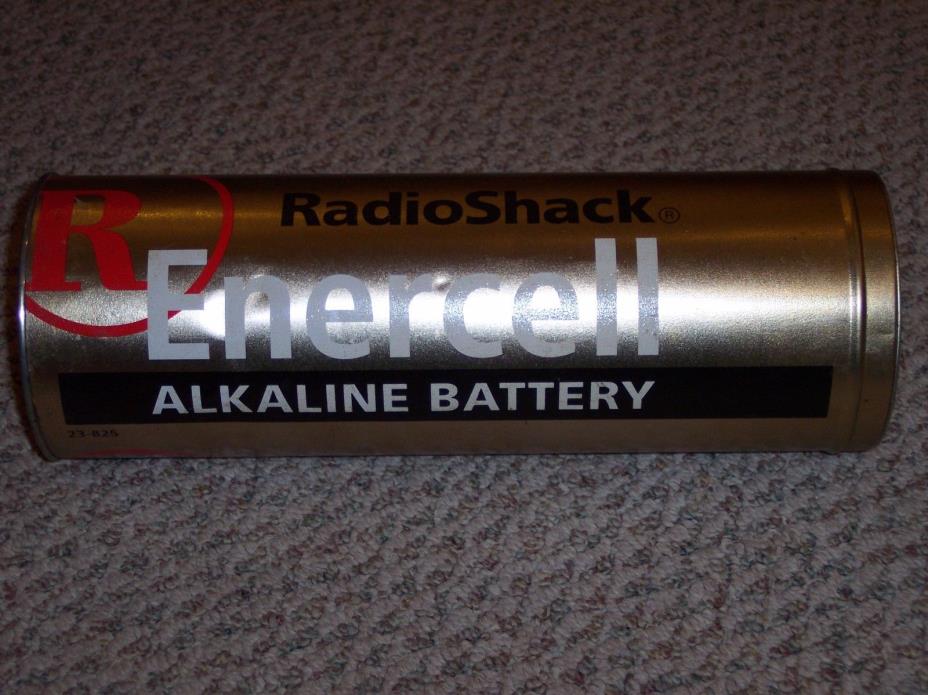 R
RadioShack®
Enercell
ALKALINE BATTERY
23-825